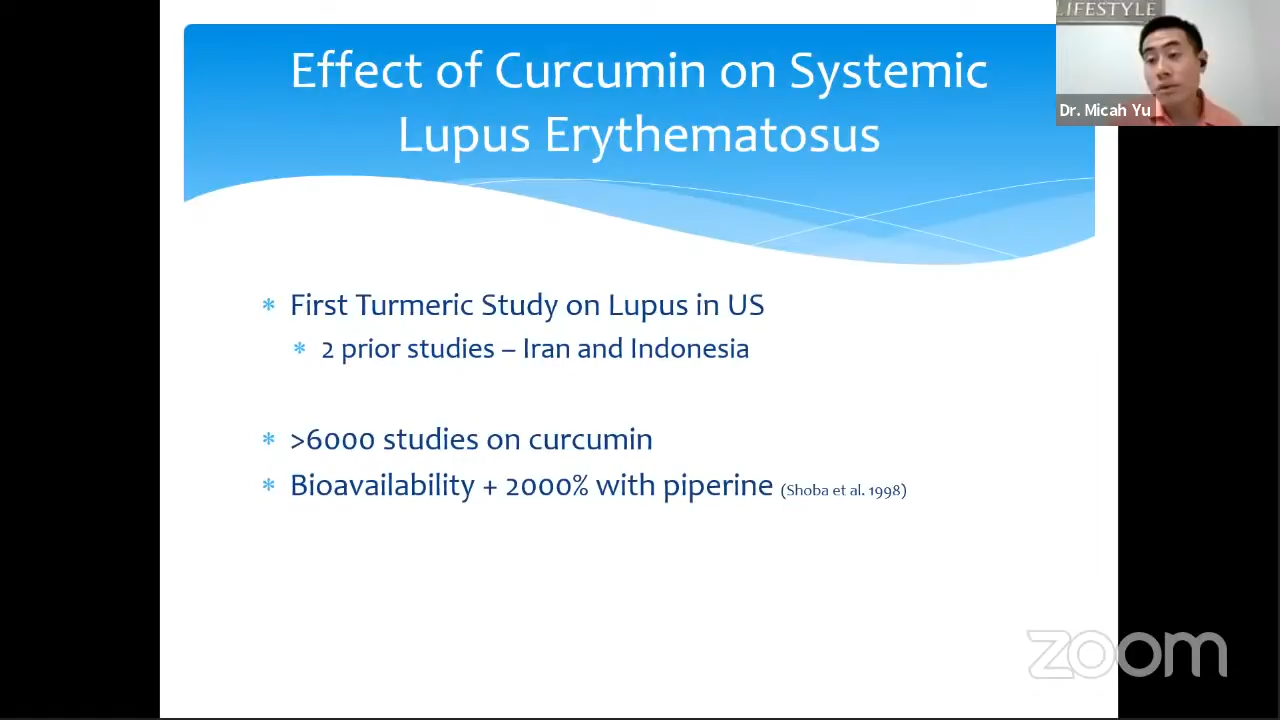 LIFESTYLE
Dr. Micah Yu
Effect of Curcumin on Systemic
Lupus Erythematosus
* First Turmeric Study on Lupus in US
* 2 prior studies – Iran and Indonesia
* >6000 studies on curcumin
* Bioavailability + 2000% with piperine (Shoba et al. 1998)
zoom